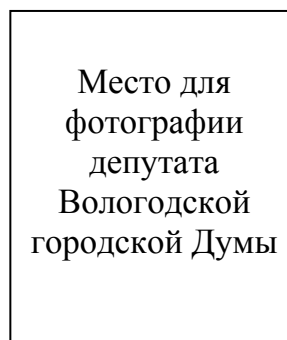 Место для
фотографии
депутата
Вологодской
городской Думы